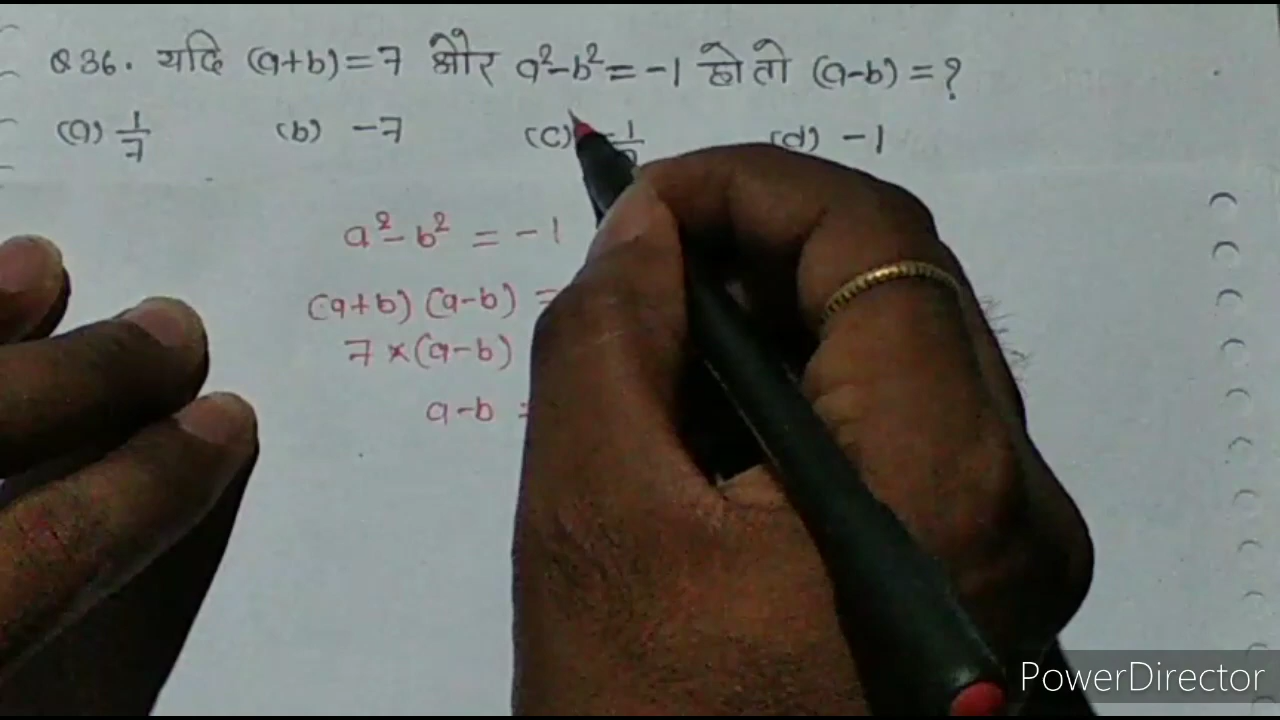 Q36. यदि (a+b)=7 और a²-b²=-1 हो तो (a-b)=?
(a) 1/7 (b) -7 (c) (d) -1
a²-b² = -1
(a+b) (a-b) =
7×(a-b)
a-b =
PowerDirector